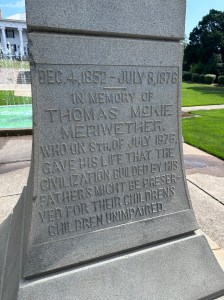 DEC. 4, 1852 - JULY 8, 1876
IN MEMORY OF
THOMAS McKIE
MERIWETHER.
WHO ON 8TH, OF JULY 1876
GAVE HIS LIFE THAT THE
CIVILIZATION BUILDED BY HIS
FATHERS MIGHT BE PRESER-
VED FOR THEIR CHILDRENS
CHILDREN UNIMPAIRED.